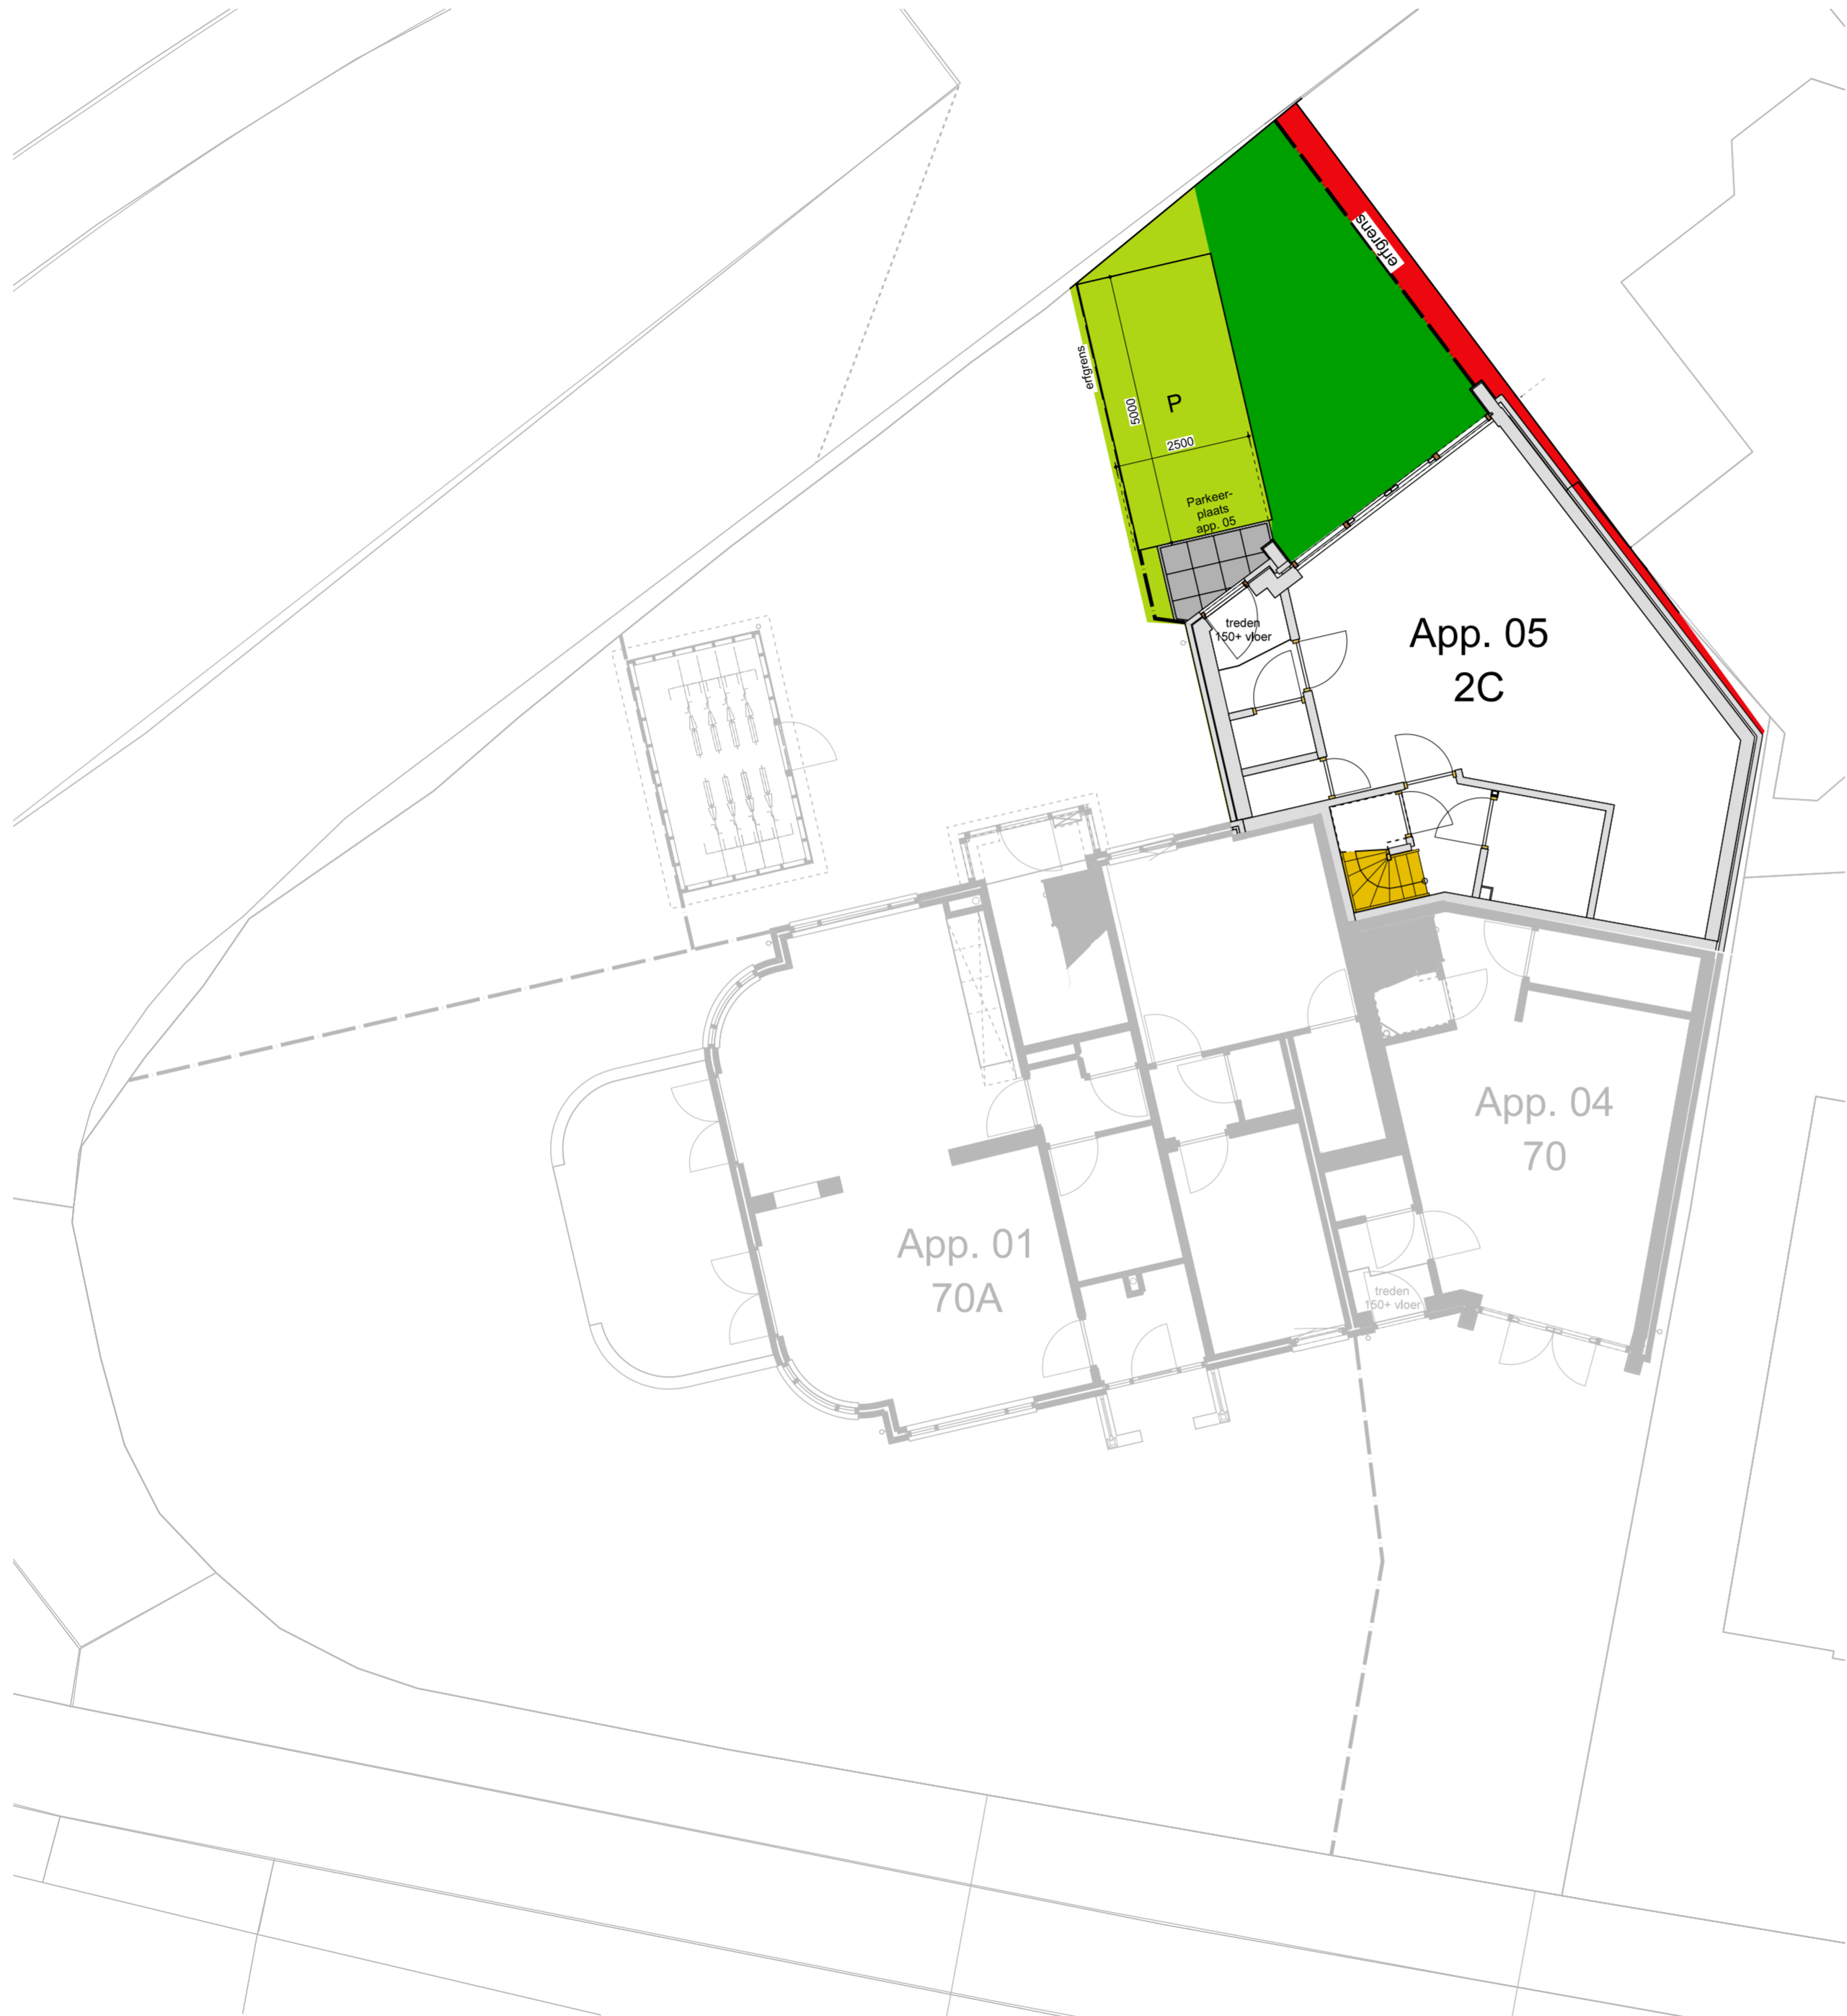 erfgrens
erfgrens
5000
P
2500
Parkeer-
plaats
app. 05
treden
150+ vloer
App. 05
2C
App. 04
70
App. 01
70A
treden
150+ vloer